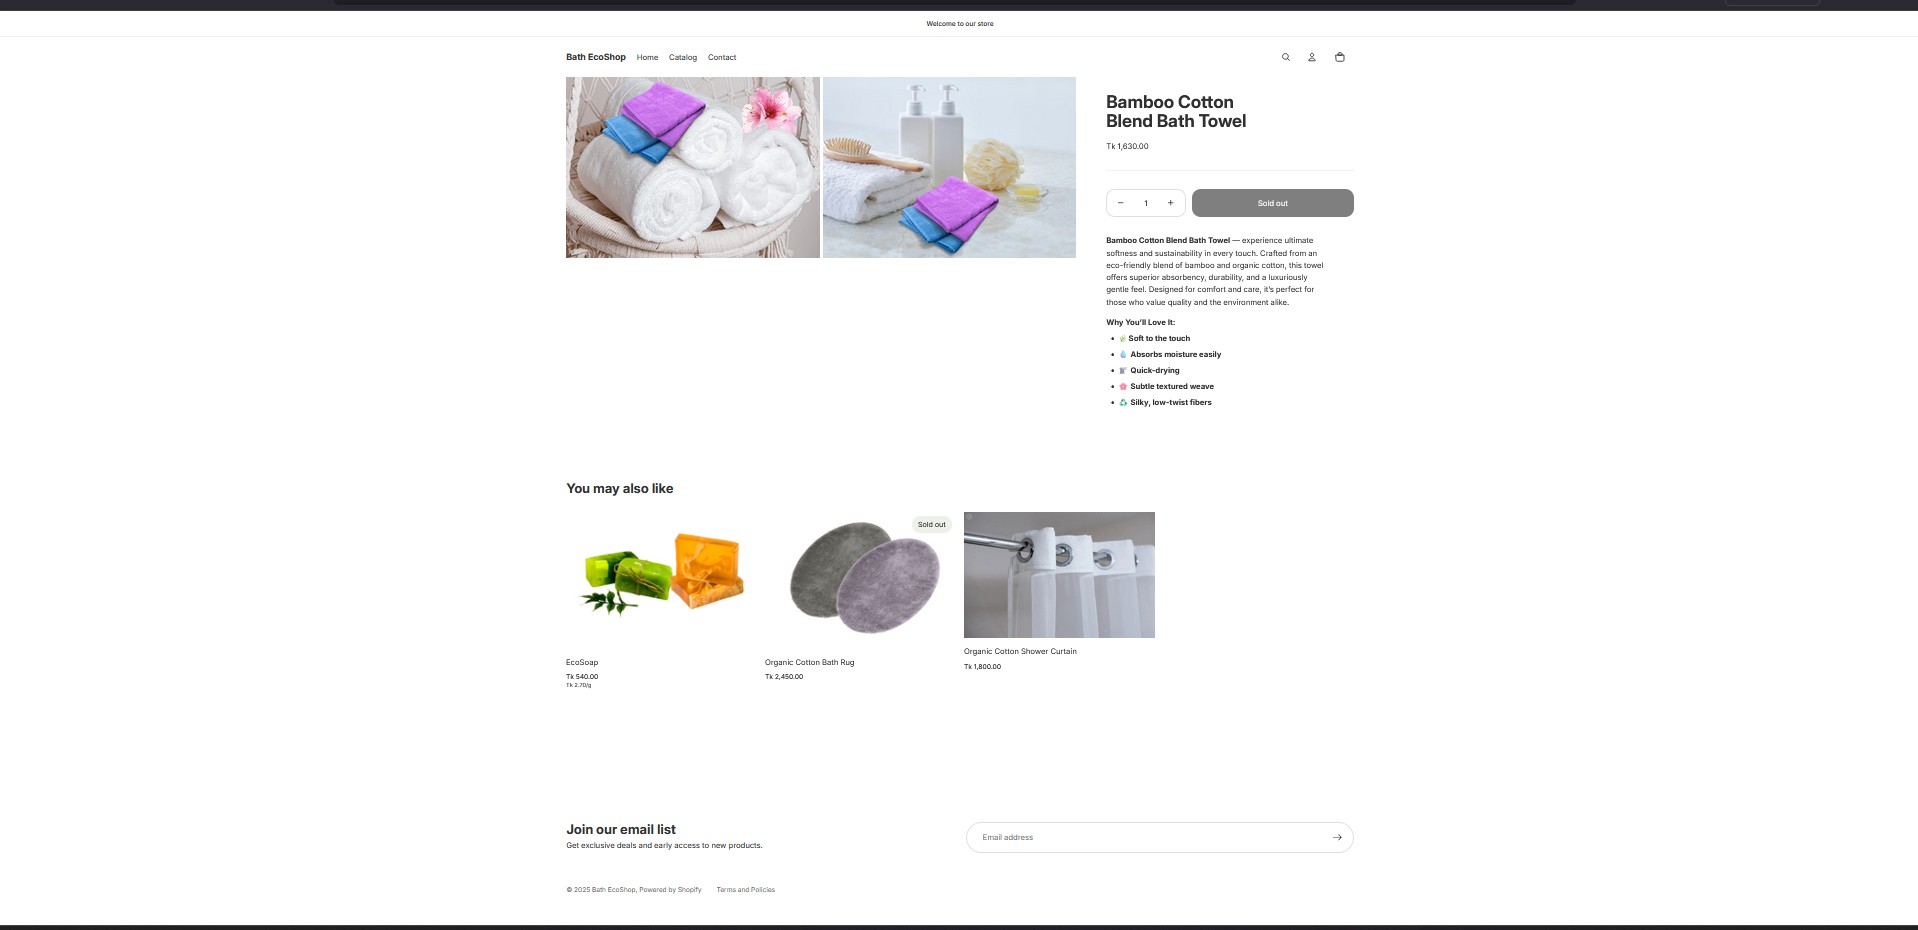 Welcome to our store
Bath EcoShop Home Catalog Contact
Bamboo Cotton
Blend Bath Towel
Tk 1,630.00
− 1 + Sold out
Bamboo Cotton Blend Bath Towel — experience ultimate
softness and sustainability in every touch. Crafted from an
eco-friendly blend of bamboo and organic cotton, this towel
offers superior absorbency, durability, and a luxuriously
gentle feel. Designed for comfort and care, it's perfect for
those who value quality and the environment alike.
Why You'll Love It:
Soft to the touch
Absorbs moisture easily
Quick-drying
Subtle textured weave
Silky, low-twist fibers
You may also like
Sold out
EcoSoap
Tk 540.00
Tk 2.70/g
Organic Cotton Bath Rug
Tk 2,450.00
Organic Cotton Shower Curtain
Tk 1,800.00
Join our email list
Get exclusive deals and early access to new products.
Email address
© 2025 Bath EcoShop, Powered by Shopify Terms and Policies